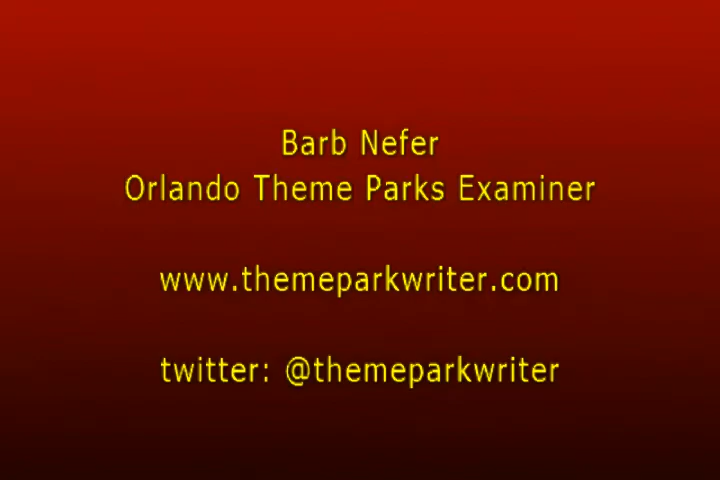 Barb Nefer
Orlando Theme Parks Examiner
www.themeparkwriter.com
twitter: @themeparkwriter